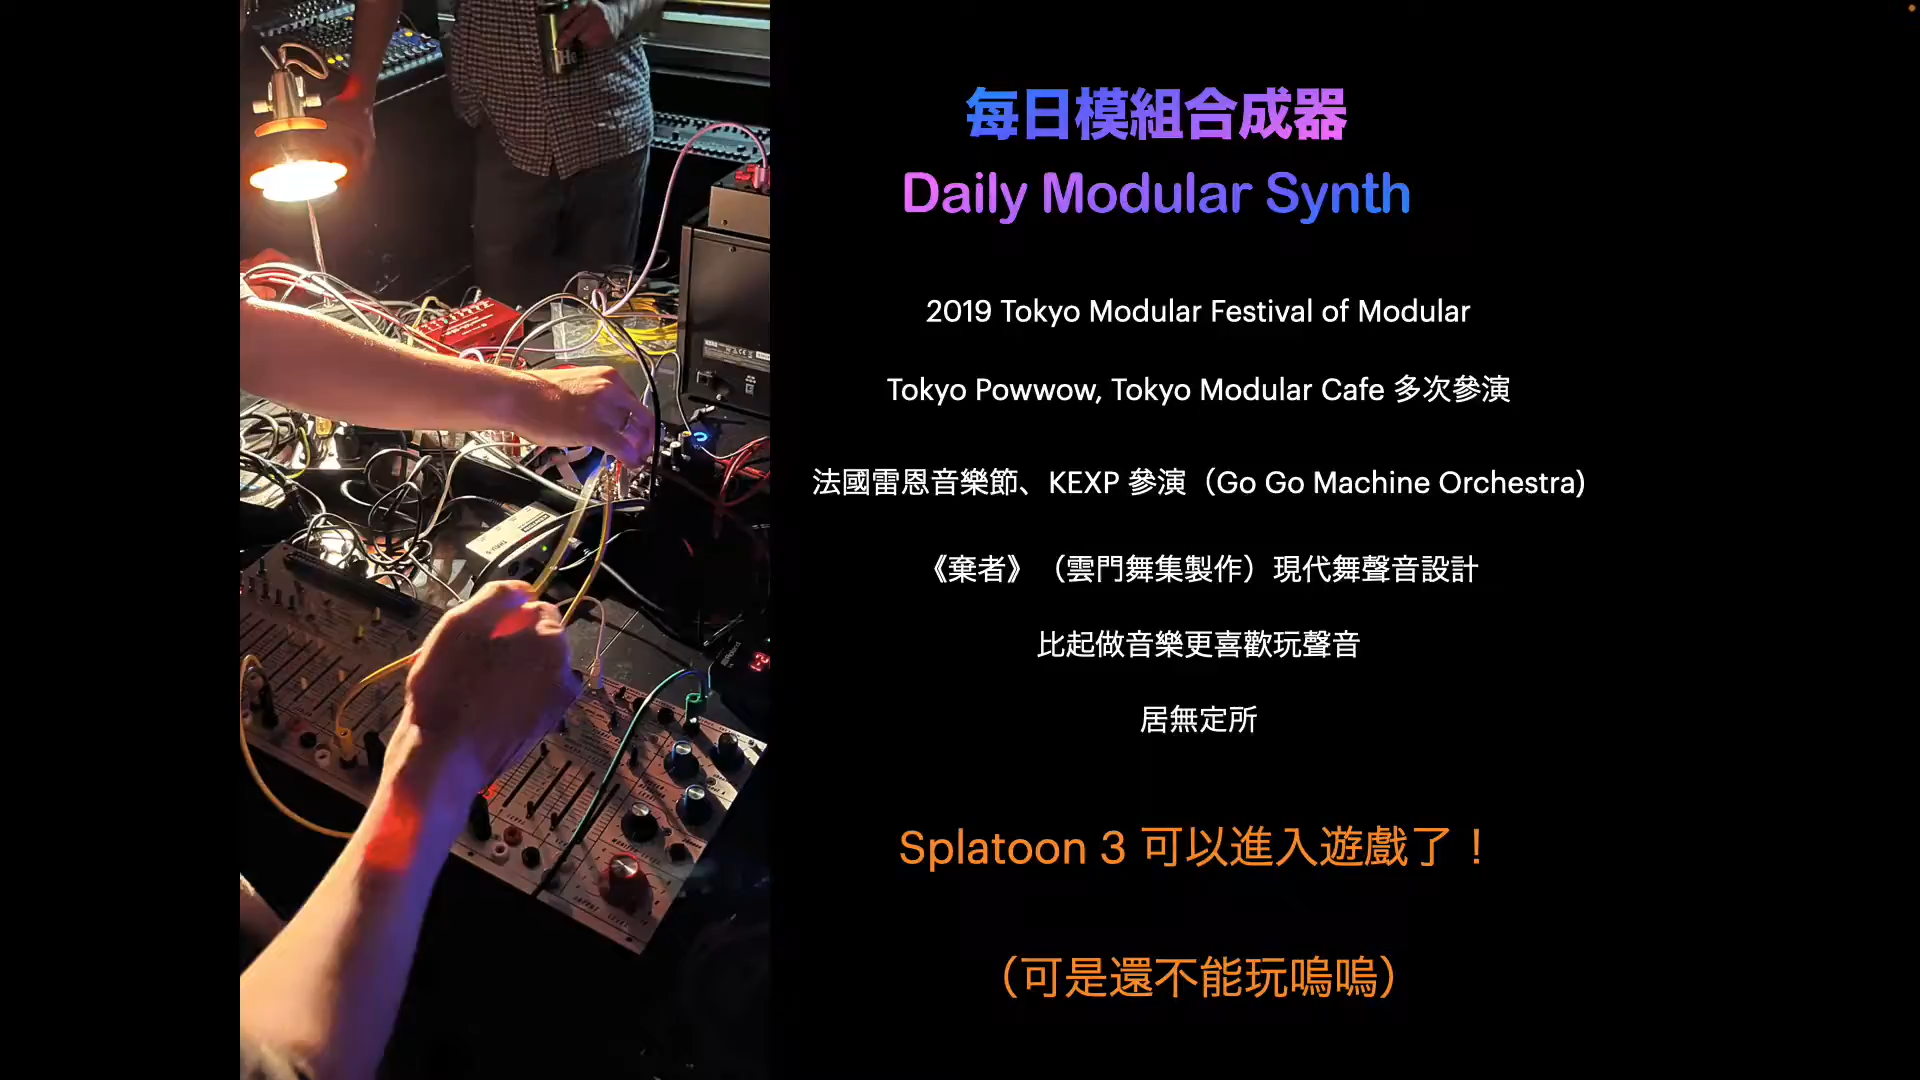 每日模組合成器
Daily Modular Synth
2019 Tokyo Modular Festival of Modular
Tokyo Powwow, Tokyo Modular Cafe 多次參演
法國雷恩音樂節、KEXP 參演（Go Go Machine Orchestra)
《棄者》（雲門舞集製作）現代舞聲音設計
比起做音樂更喜歡玩聲音
居無定所
Splatoon 3 可以進入遊戲了！
（可是還不能玩嗚嗚）